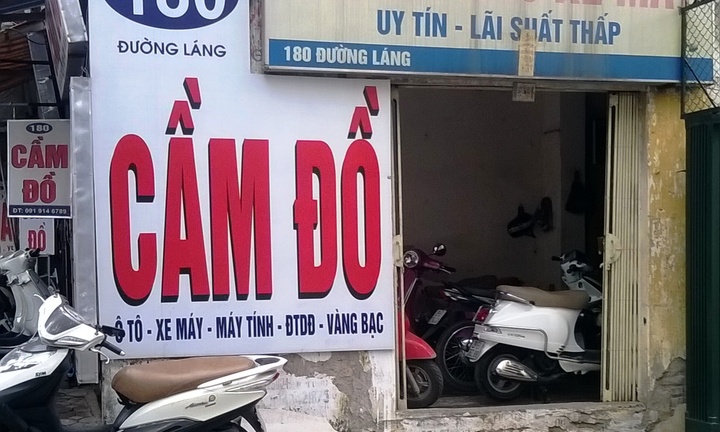 180
ĐƯỜNG LÁNG
CẦM ĐỒ
Ô TÔ - XE MÁY - MÁY TÍNH - ĐTDĐ - VÀNG BẠC
UY TÍN - LÃI SUẤT THẤP
180 ĐƯỜNG LÁNG
180
CẦM
ĐỒ
ĐT: 091 914 6789
ĐỒ